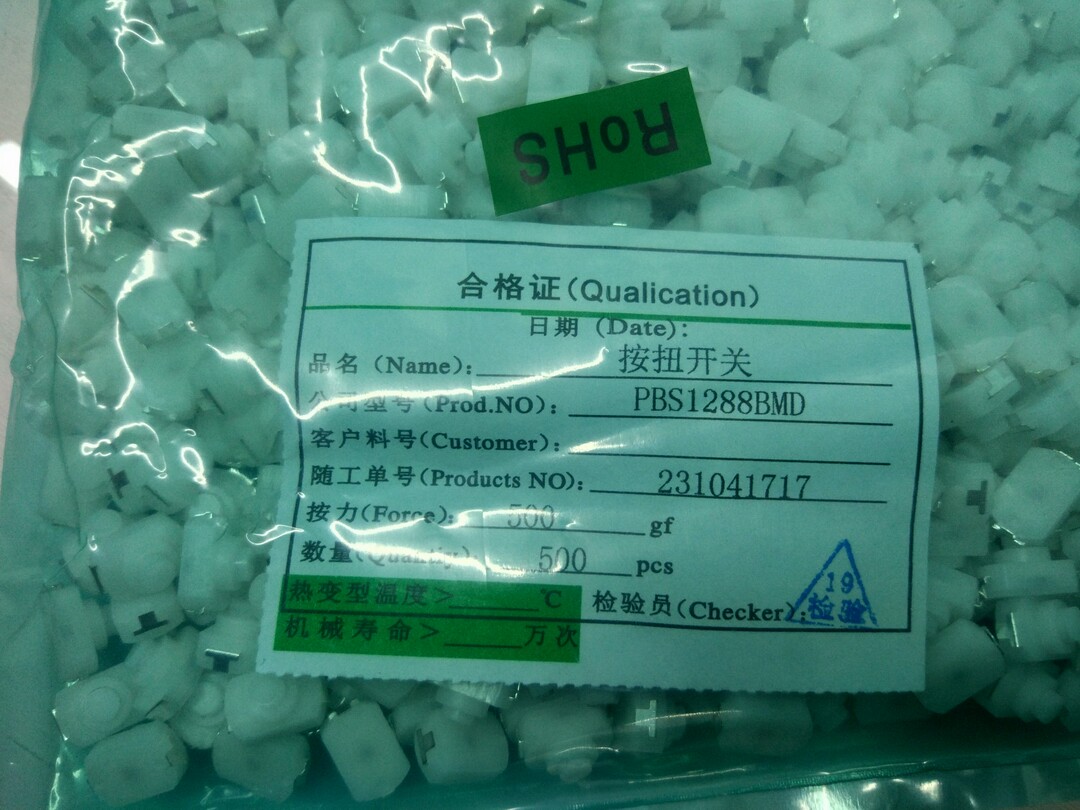 RoHS
合格证(Qualication)
日期 (Date):
品名 (Name): 按扭开关
公司型号(Prod.NO): PBS1288BMD
客户料号(Customer):
随工单号(Products NO): 231041717
按力(Force): 500 gf
数量(Quantiy): 500 pcs
热变型温度> ℃ 检验员(Checker): 19 检验
机械寿命> 万次